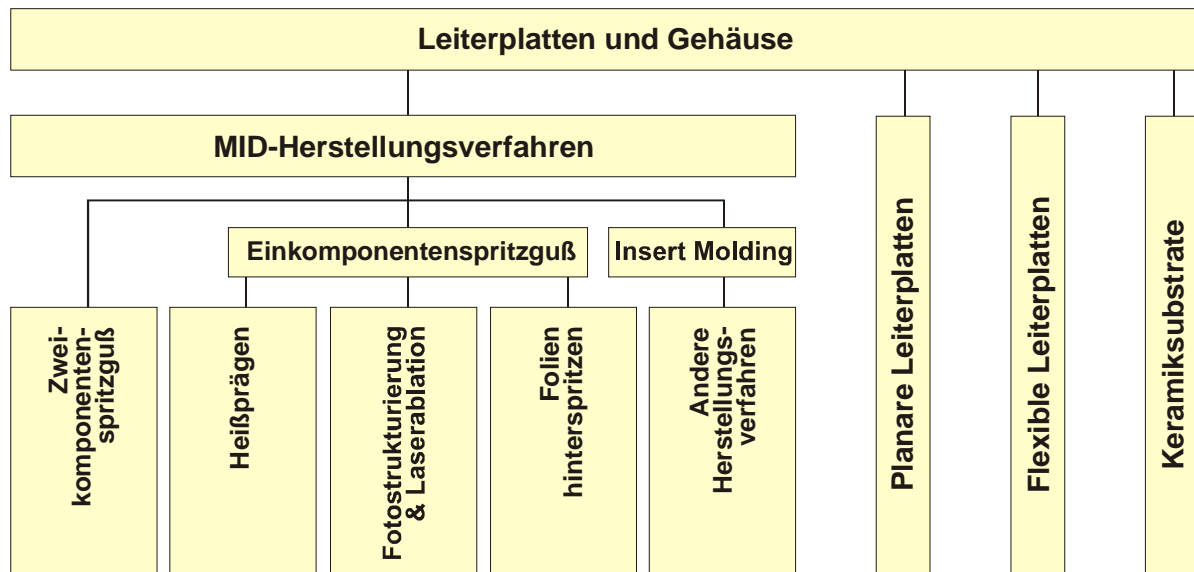 Leiterplatten und Gehäuse
MID-Herstellungsverfahren
Einkomponentenspritzguß
Insert Molding
Zwei-
komponenten-
spritzguß
Heißprägen
Fotostrukturierung
& Laserablation
Folien
hinterspritzen
Andere
Herstellungs-
verfahren
Planare Leiterplatten
Flexible Leiterplatten
Keramiksubstrate